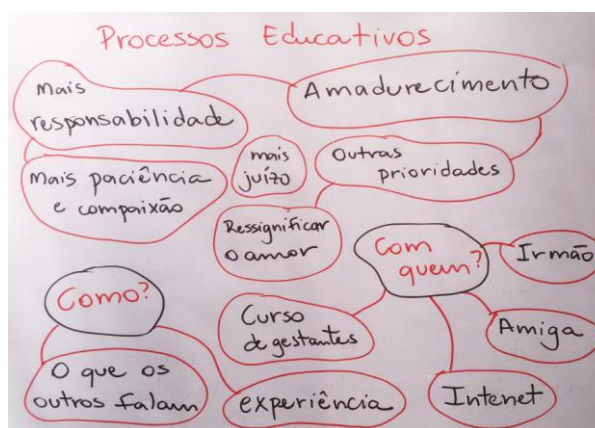 Processos Educativos
Mais
responsabilidade
Amadurecimento
Mais paciência
e compaixão
mais
juízo
Outras
prioridades
Ressignificar
o amor
Com
quem?
Irmão
Amiga
Internet
Curso
de gestantes
Como?
O que os
outros falam
experiência